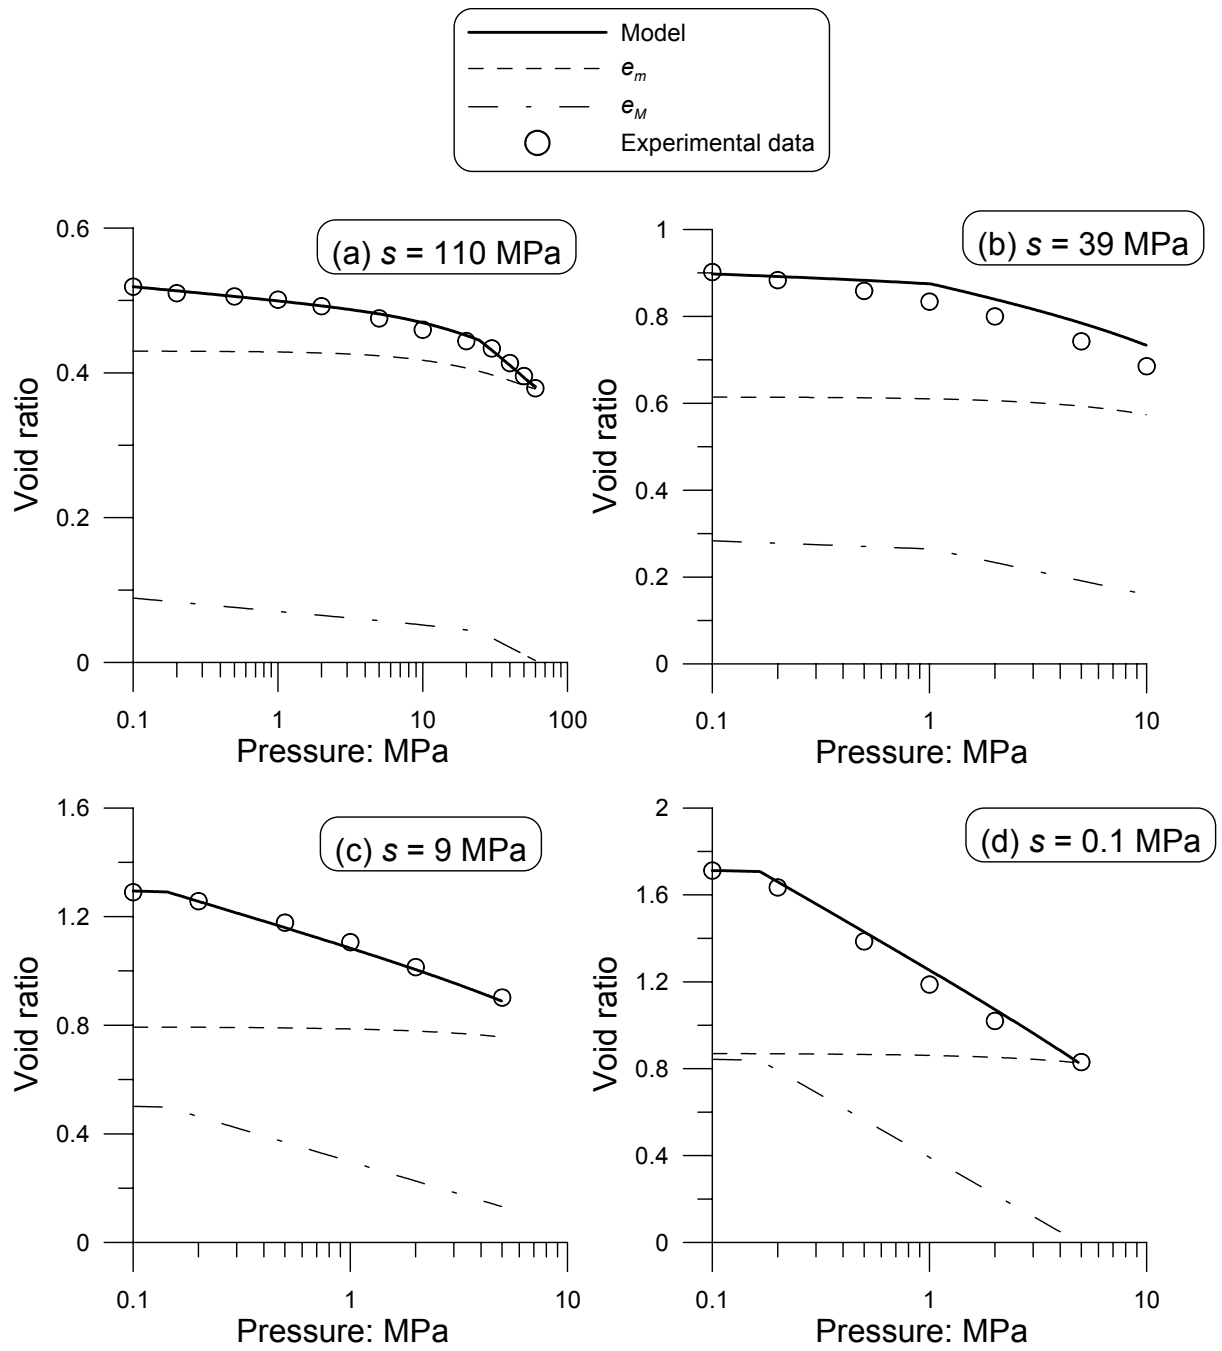 Model
e_m
e_M
Experimental data
(a) s = 110 MPa
0.6
0.4
0.2
0
Void ratio
0.1 1 10 100
Pressure: MPa
(b) s = 39 MPa
1
0.8
0.6
0.4
0.2
0
Void ratio
0.1 1 10
Pressure: MPa
(c) s = 9 MPa
1.6
1.2
0.8
0.4
0
Void ratio
0.1 1 10
Pressure: MPa
(d) s = 0.1 MPa
2
1.6
1.2
0.8
0.4
0
Void ratio
0.1 1 10
Pressure: MPa